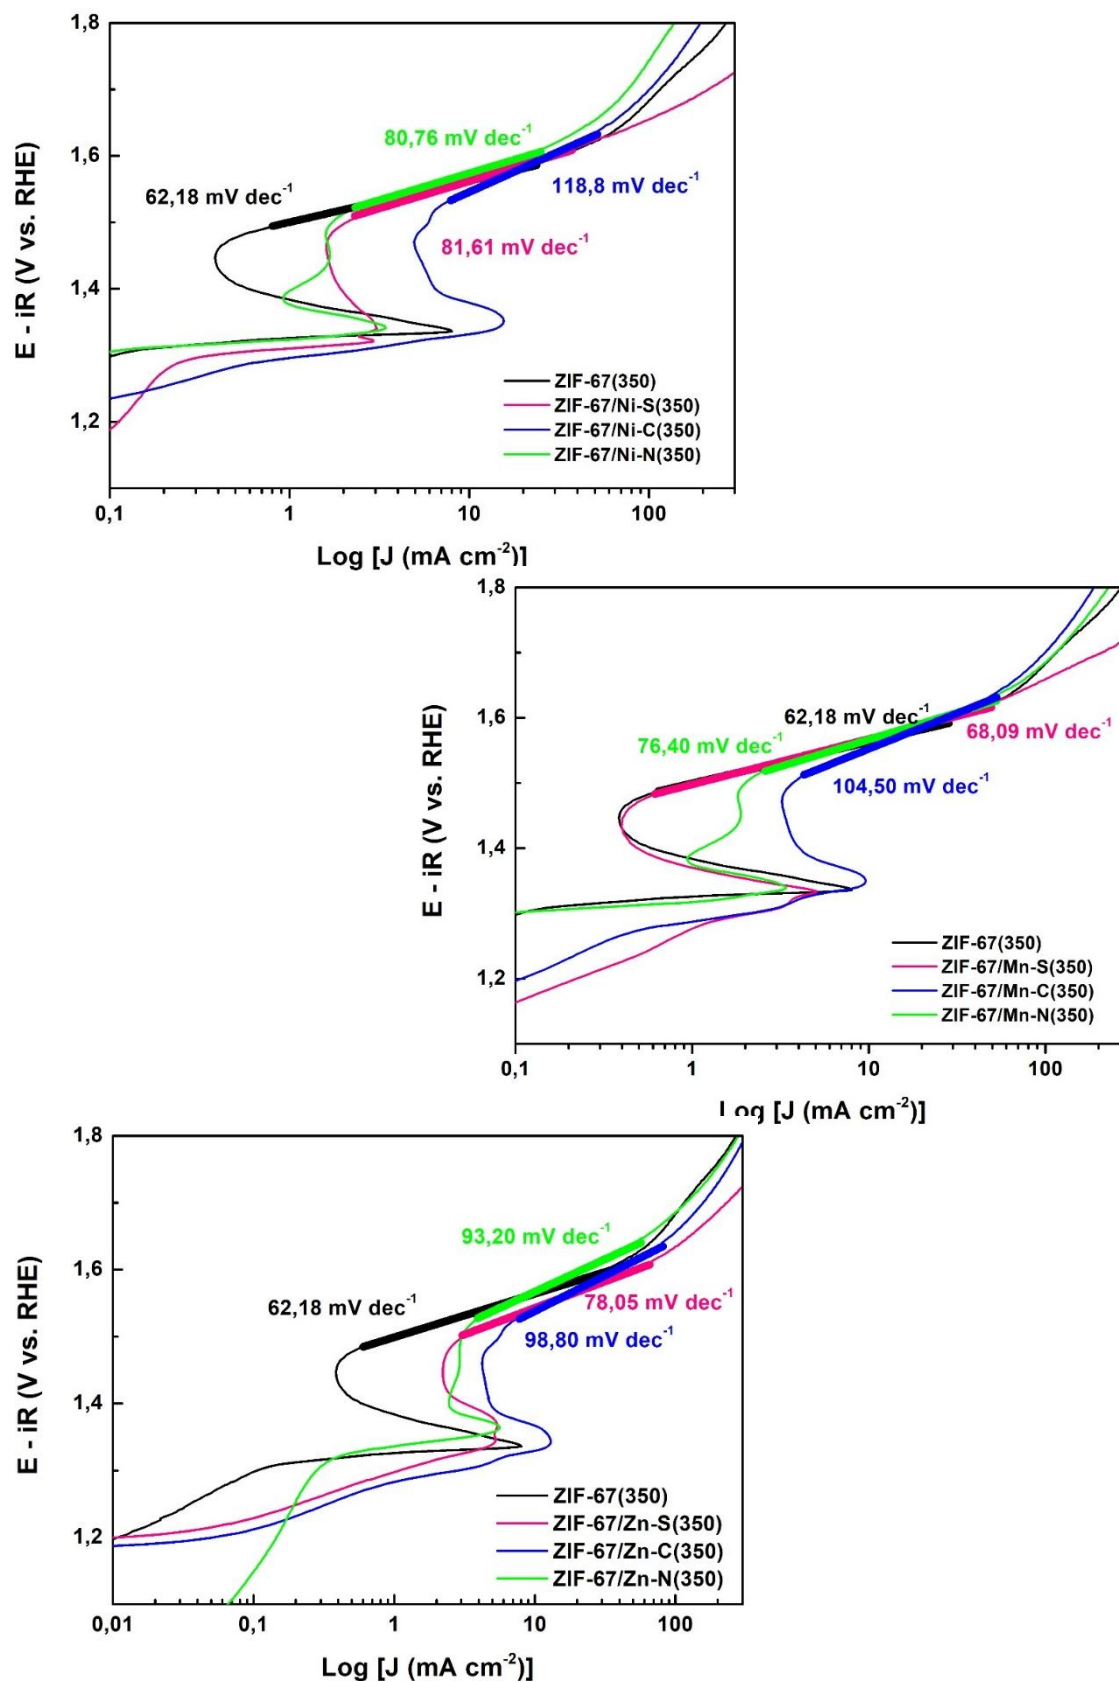 1,8
1,6
1,4
1,2
E - iR (V vs. RHE)
80,76 mV dec⁻¹
62,18 mV dec⁻¹
118,8 mV dec⁻¹
81,61 mV dec⁻¹
ZIF-67(350)
ZIF-67/Ni-S(350)
ZIF-67/Ni-C(350)
ZIF-67/Ni-N(350)
0,1 1 10 100
Log [J (mA cm⁻²)]
1,8
1,6
1,4
1,2
E - iR (V vs. RHE)
62,18 mV dec⁻¹
76,40 mV dec⁻¹
68,09 mV dec⁻¹
104,50 mV dec⁻¹
ZIF-67(350)
ZIF-67/Mn-S(350)
ZIF-67/Mn-C(350)
ZIF-67/Mn-N(350)
0,1 1 10 100
Log [J (mA cm⁻²)]
1,8
1,6
1,4
1,2
E - iR (V vs. RHE)
93,20 mV dec⁻¹
62,18 mV dec⁻¹
78,05 mV dec⁻¹
98,80 mV dec⁻¹
ZIF-67(350)
ZIF-67/Zn-S(350)
ZIF-67/Zn-C(350)
ZIF-67/Zn-N(350)
0,01 0,1 1 10 100
Log [J (mA cm⁻²)]